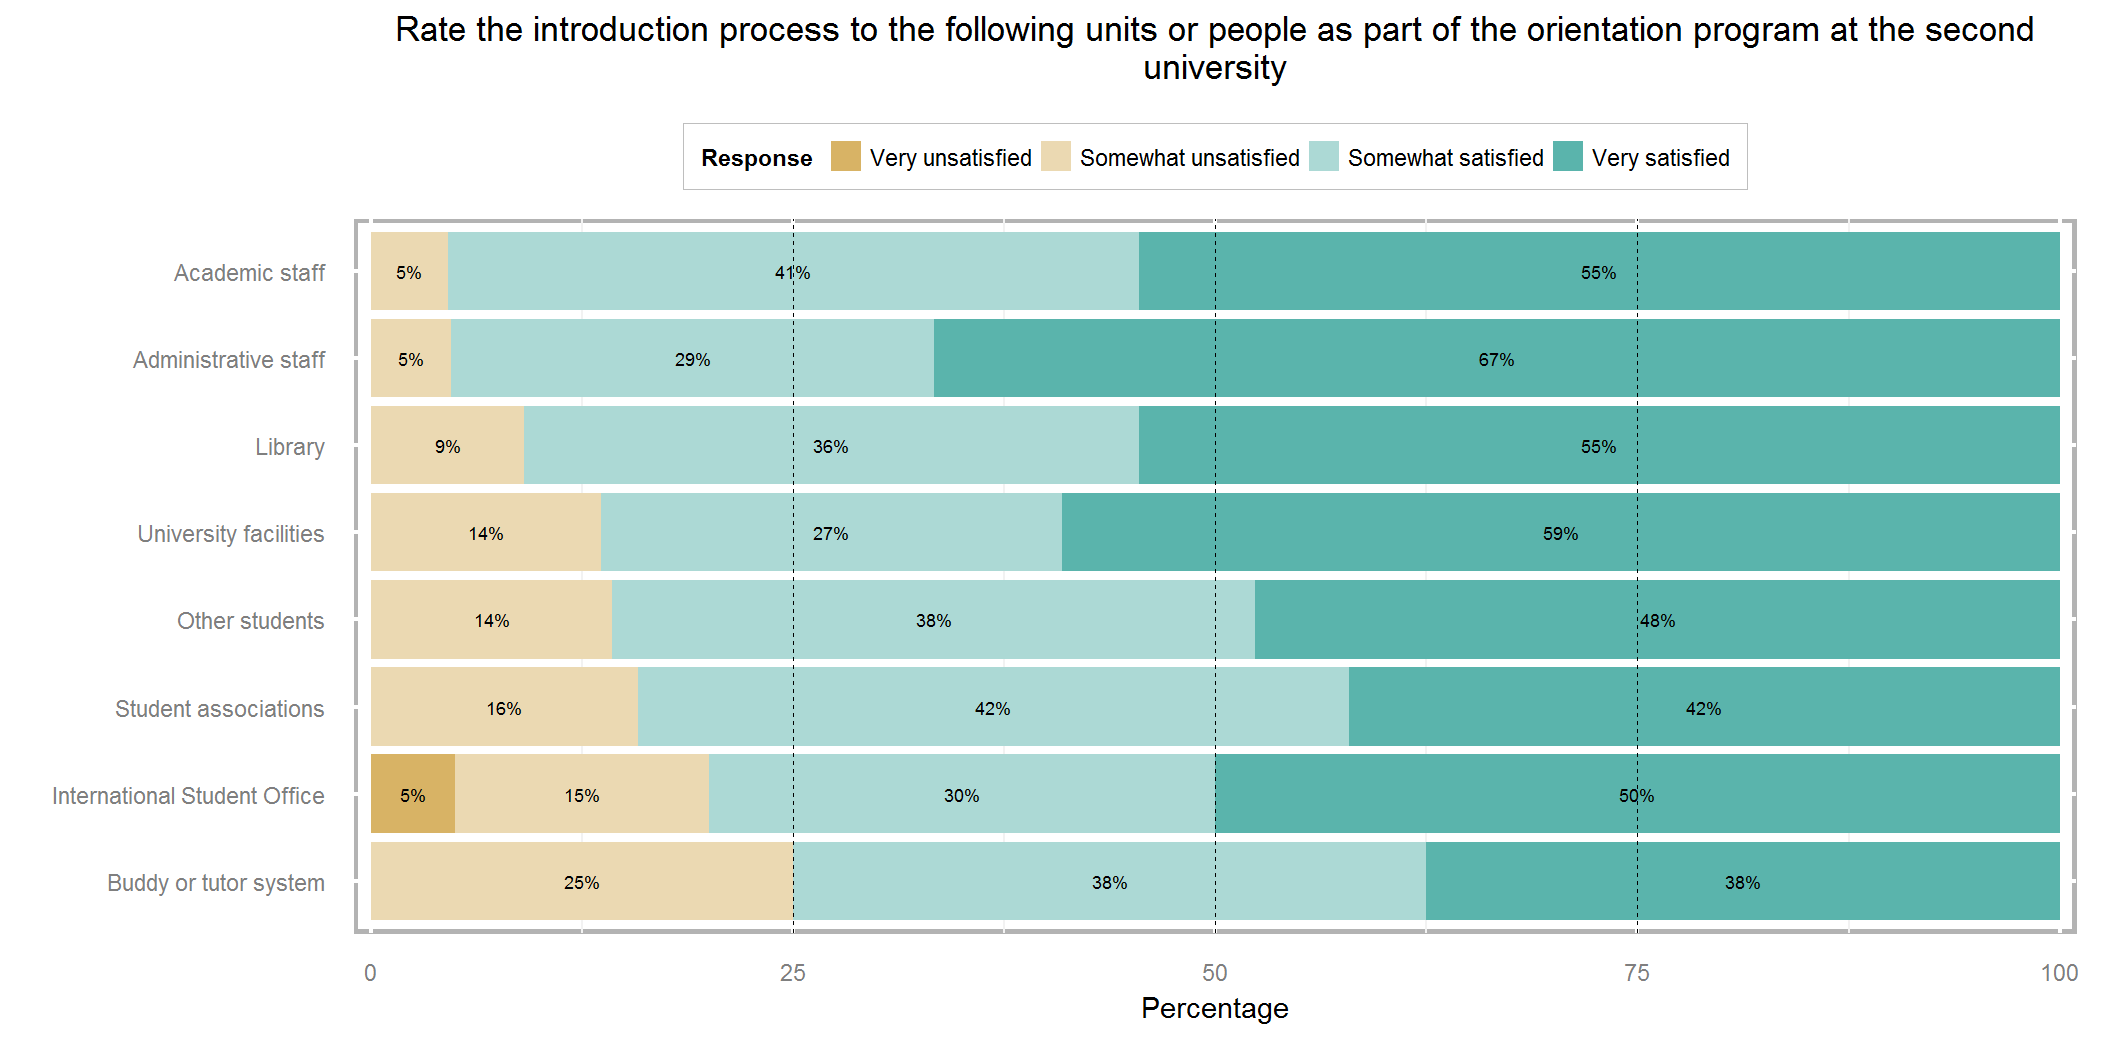 Rate the introduction process to the following units or people as part of the orientation program at the second
university
Response Very unsatisfied Somewhat unsatisfied Somewhat satisfied Very satisfied
Academic staff 5% 41% 55%
Administrative staff 5% 29% 67%
Library 9% 36% 55%
University facilities 14% 27% 59%
Other students 14% 38% 48%
Student associations 16% 42% 42%
International Student Office 5% 15% 30% 50%
Buddy or tutor system 25% 38% 38%
0 25 50 75 100
Percentage